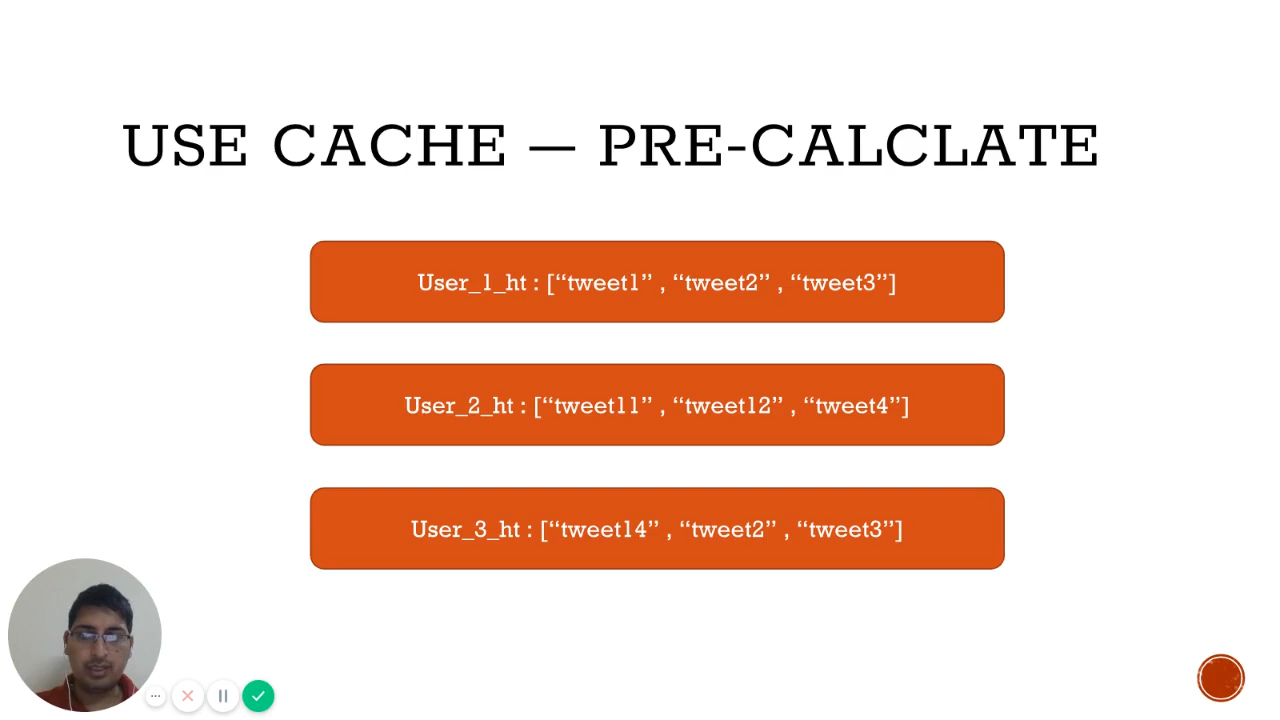 USE CACHE — PRE-CALCLATE
User_1_ht : [“tweet1” , “tweet2” , “tweet3”]
User_2_ht : [“tweet11” , “tweet12” , “tweet4”]
User_3_ht : [“tweet14” , “tweet2” , “tweet3”]